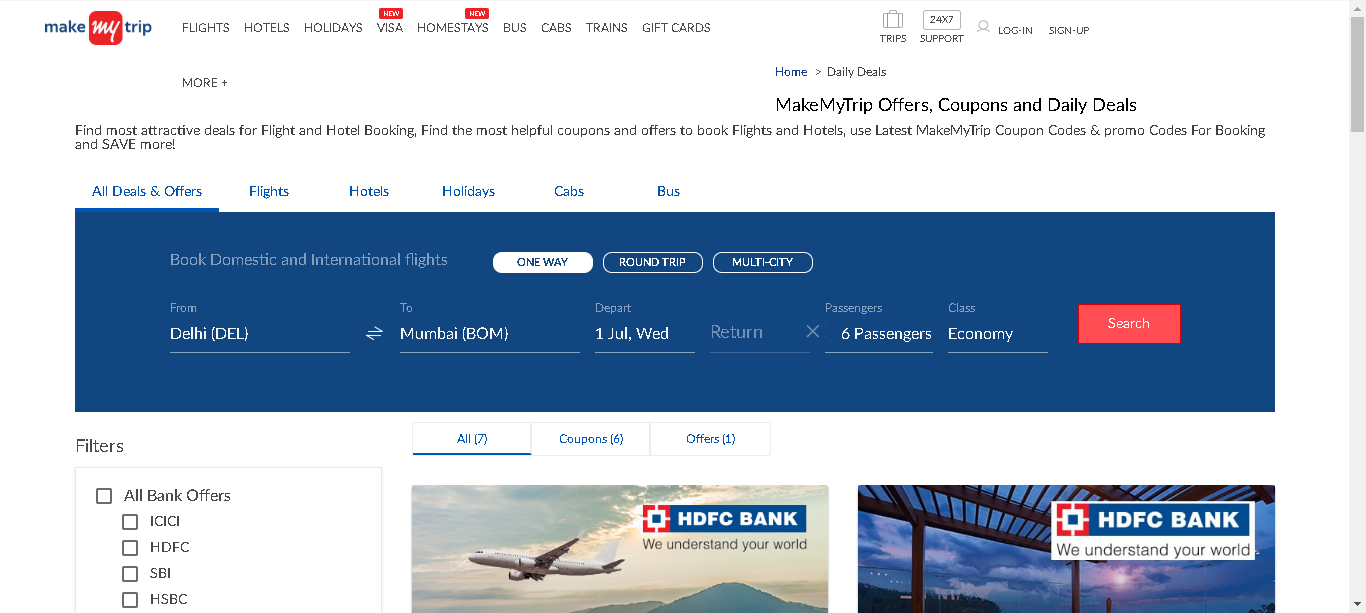 make my trip
FLIGHTS HOTELS HOLIDAYS NEW VISA NEW HOMESTAYS BUS CABS TRAINS GIFT CARDS
TRIPS 24X7 SUPPORT LOG-IN SIGN-UP
MORE +
Home > Daily Deals
MakeMyTrip Offers, Coupons and Daily Deals
Find most attractive deals for Flight and Hotel Booking, Find the most helpful coupons and offers to book Flights and Hotels, use Latest MakeMyTrip Coupon Codes & promo Codes For Booking
and SAVE more!
All Deals & Offers Flights Hotels Holidays Cabs Bus
Book Domestic and International flights ONE WAY ROUND TRIP MULTI-CITY
From To Depart Passengers Class
Delhi (DEL) Mumbai (BOM) 1 Jul, Wed Return 6 Passengers Economy Search
Filters
All (7) Coupons (6) Offers (1)
All Bank Offers
ICICI
HDFC
SBI
HSBC
HDFC BANK
We understand your world
HDFC BANK
We understand your world